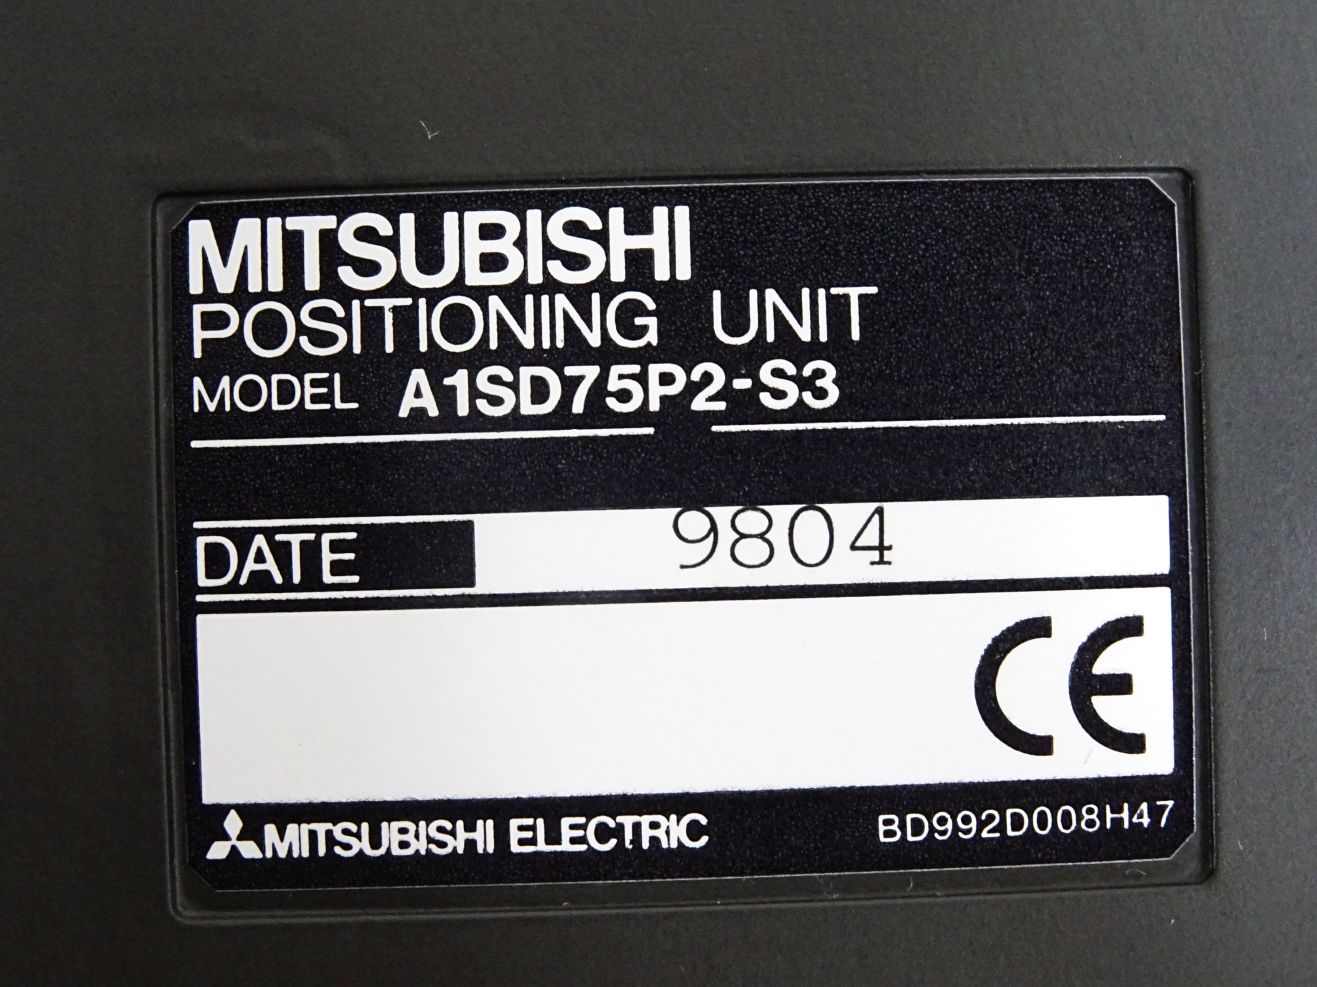 MITSUBISHI
POSITIONING UNIT
MODEL A1SD75P2-S3
DATE 9804
CE
MITSUBISHI ELECTRIC BD992D008H47